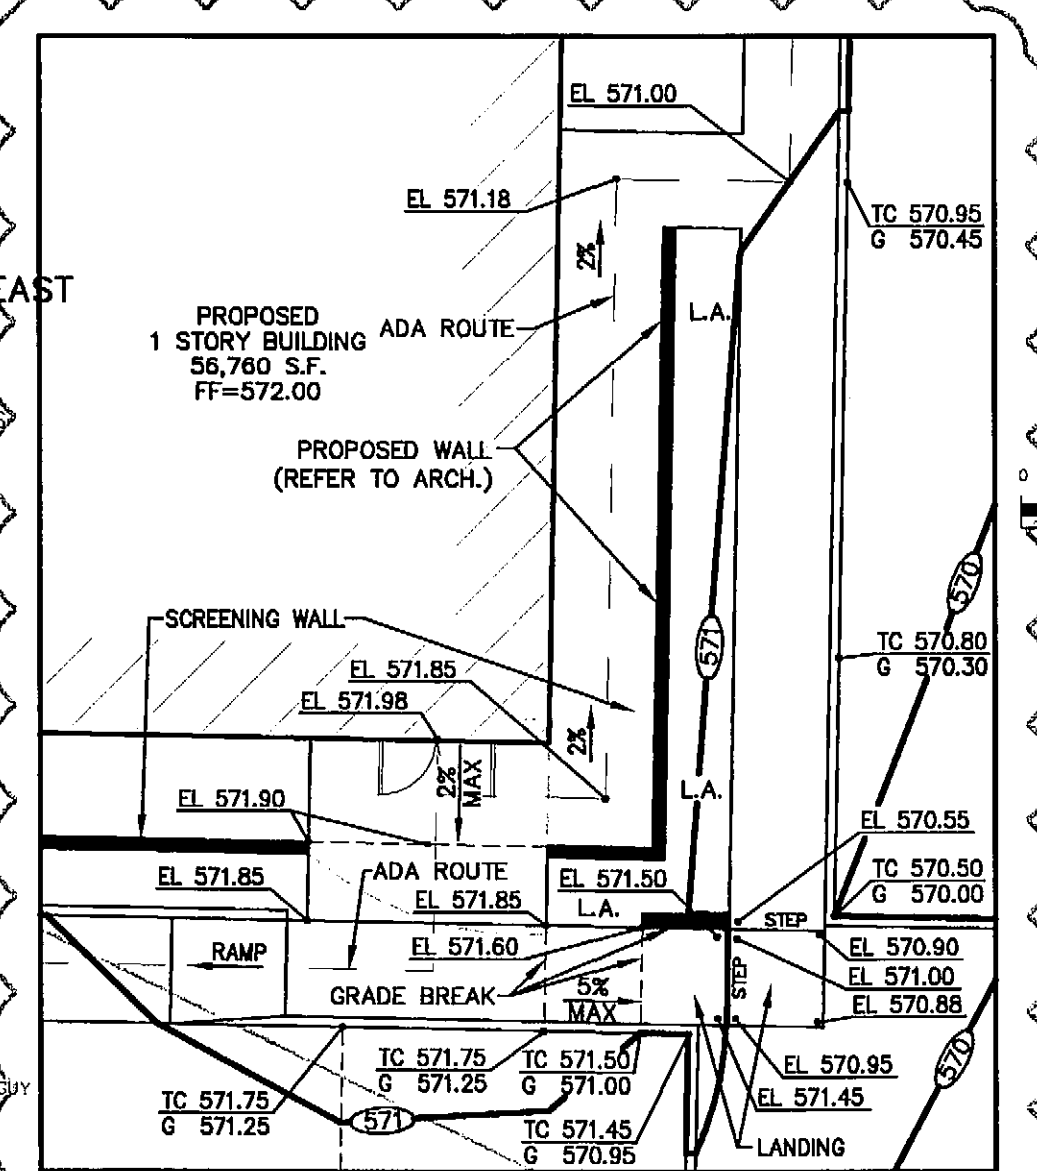 EL 571.00
EL 571.18
TC 570.95
G 570.45
2%
EAST
PROPOSED
1 STORY BUILDING
56,760 S.F.
FF=572.00
ADA ROUTE
L.A.
PROPOSED WALL
(REFER TO ARCH.)
570
SCREENING WALL
571
TC 570.80
G 570.30
EL 571.85
EL 571.98
2%
2%
MAX
L.A.
EL 571.90
EL 570.55
ADA ROUTE
TC 570.50
G 570.00
EL 571.85
EL 571.50
EL 571.85
L.A.
STEP
EL 571.60
EL 570.90
RAMP
EL 571.00
STEP
GRADE BREAK
5%
MAX
EL 570.88
TC 571.75
G 571.25
TC 571.50
G 571.00
EL 570.95
570
GUY
TC 571.75
G 571.25
EL 571.45
571
TC 571.45
G 570.95
LANDING